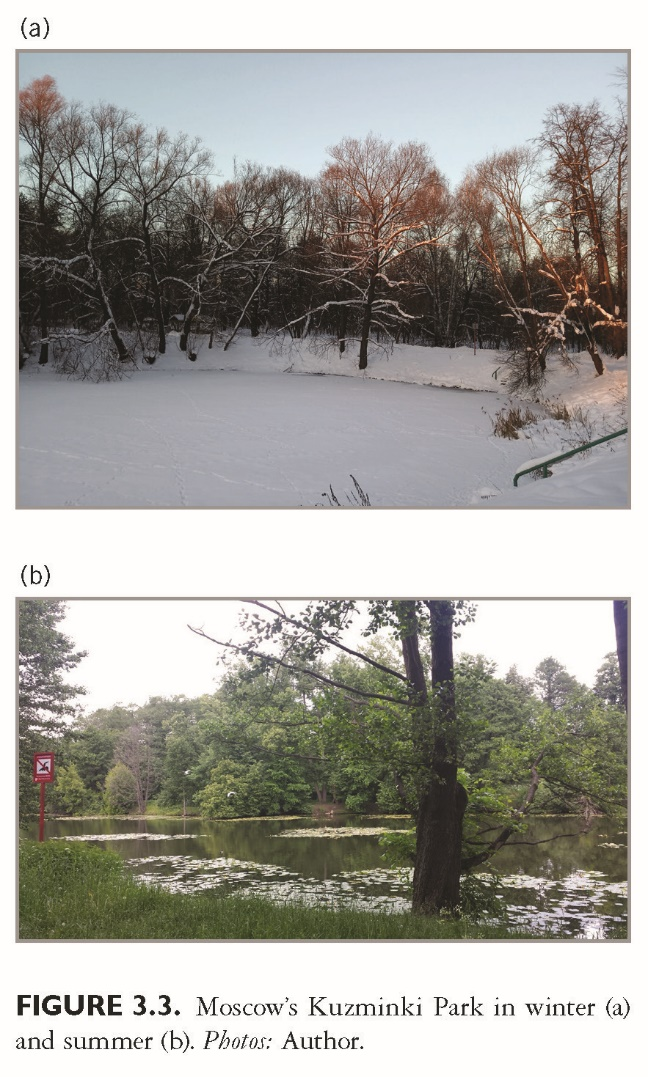 (a)
(b)
FIGURE 3.3. Moscow's Kuzminki Park in winter (a)
and summer (b). Photos: Author.